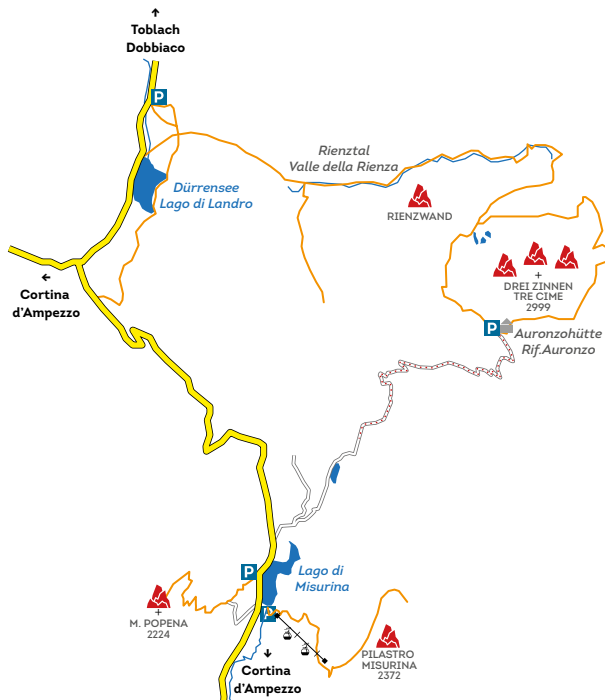 Toblach
Dobbiaco
P
Rienztal
Valle della Rienza
Dürrensee
Lago di Landro
RIENZWAND
+
DREI ZINNEN
TRE CIME
2999
Cortina
d'Ampezzo
P
Auronzohütte
Rif.Auronzo
P
Lago di
Misurina
+
M. POPENA
2224
P
PILASTRO
MISURINA
2372
Cortina
d'Ampezzo